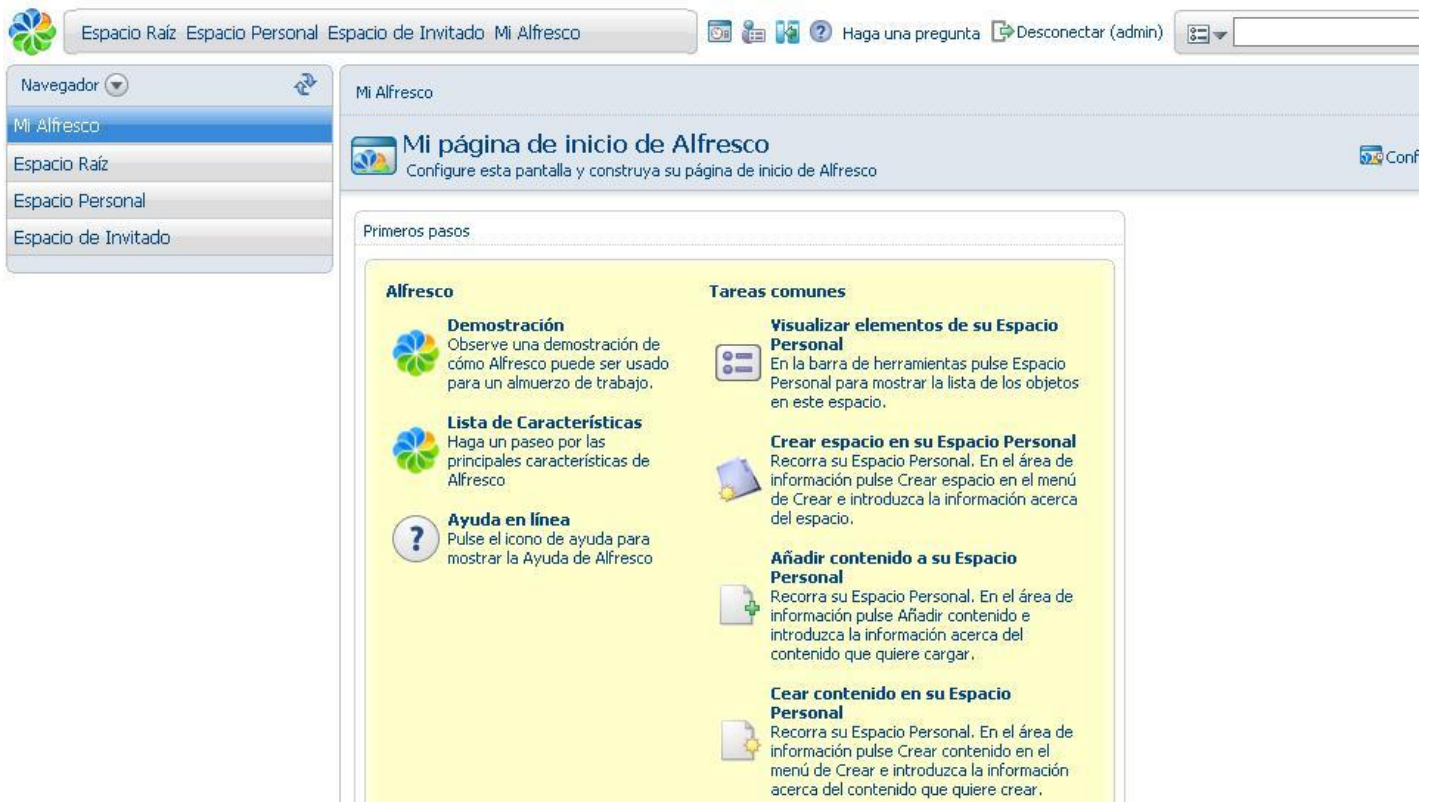 Espacio Raíz Espacio Personal Espacio de Invitado Mi Alfresco
Haga una pregunta Desconectar (admin)
Navegador
Mi Alfresco
Espacio Raíz
Espacio Personal
Espacio de Invitado
Mi Alfresco
Mi página de inicio de Alfresco
Configure esta pantalla y construya su página de inicio de Alfresco
Conf
Primeros pasos
Alfresco
Demostración
Observe una demostración de
cómo Alfresco puede ser usado
para un almuerzo de trabajo.
Lista de Características
Haga un paseo por las
principales características de
Alfresco
Ayuda en línea
Pulse el icono de ayuda para
mostrar la Ayuda de Alfresco
Tareas comunes
Visualizar elementos de su Espacio
Personal
En la barra de herramientas pulse Espacio
Personal para mostrar la lista de los objetos
en este espacio.
Crear espacio en su Espacio Personal
Recorra su Espacio Personal. En el área de
información pulse Crear espacio en el menú
de Crear e introduzca la información acerca
del espacio.
Añadir contenido a su Espacio
Personal
Recorra su Espacio Personal. En el área de
información pulse Añadir contenido e
introduzca la información acerca del
contenido que quiere cargar.
Cear contenido en su Espacio
Personal
Recorra su Espacio Personal. En el área de
información pulse Crear contenido en el
menú de Crear e introduzca la información
acerca del contenido que quiere crear.